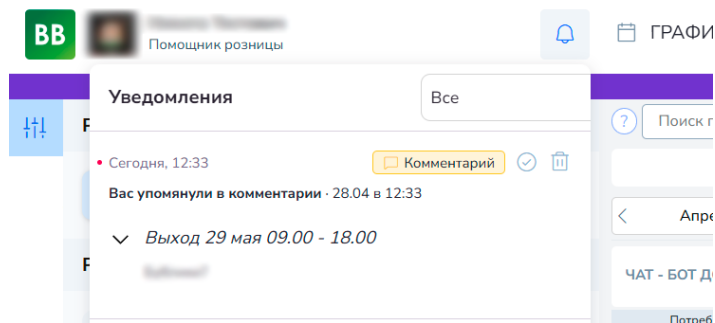 BB
Помощник розницы
ГРАФИ
Уведомления
Все
?
Поиск г
Сегодня, 12:33
Комментарий
Вас упомянули в комментарии · 28.04 в 12:33
Апре
Выход 29 мая 09.00 - 18.00
ЧАТ - БОТ Д
Потреб